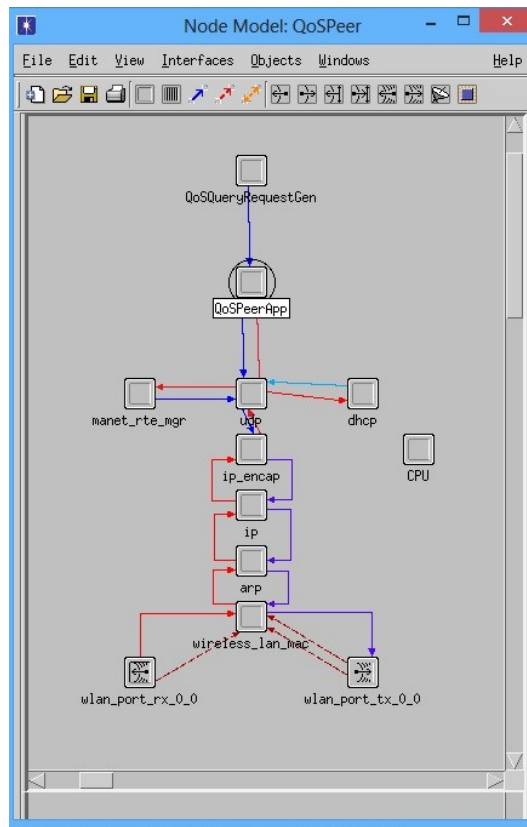 Node Model: QoSPeer
File Edit View Interfaces Objects Windows Help
QoSQueryRequestGen
QoSPeerApp
manet_rte_mgr
udp
dhcp
ip_encap
CPU
ip
arp
wireless_lan_mac
wlan_port_rx_0_0
wlan_port_tx_0_0